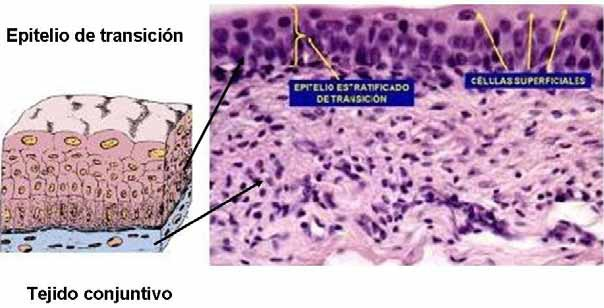 Epitelio de transición
EPITELIO ESTRATIFICADO
DE TRANSICIÓN
CÉLULAS SUPERFICIALES
Tejido conjuntivo